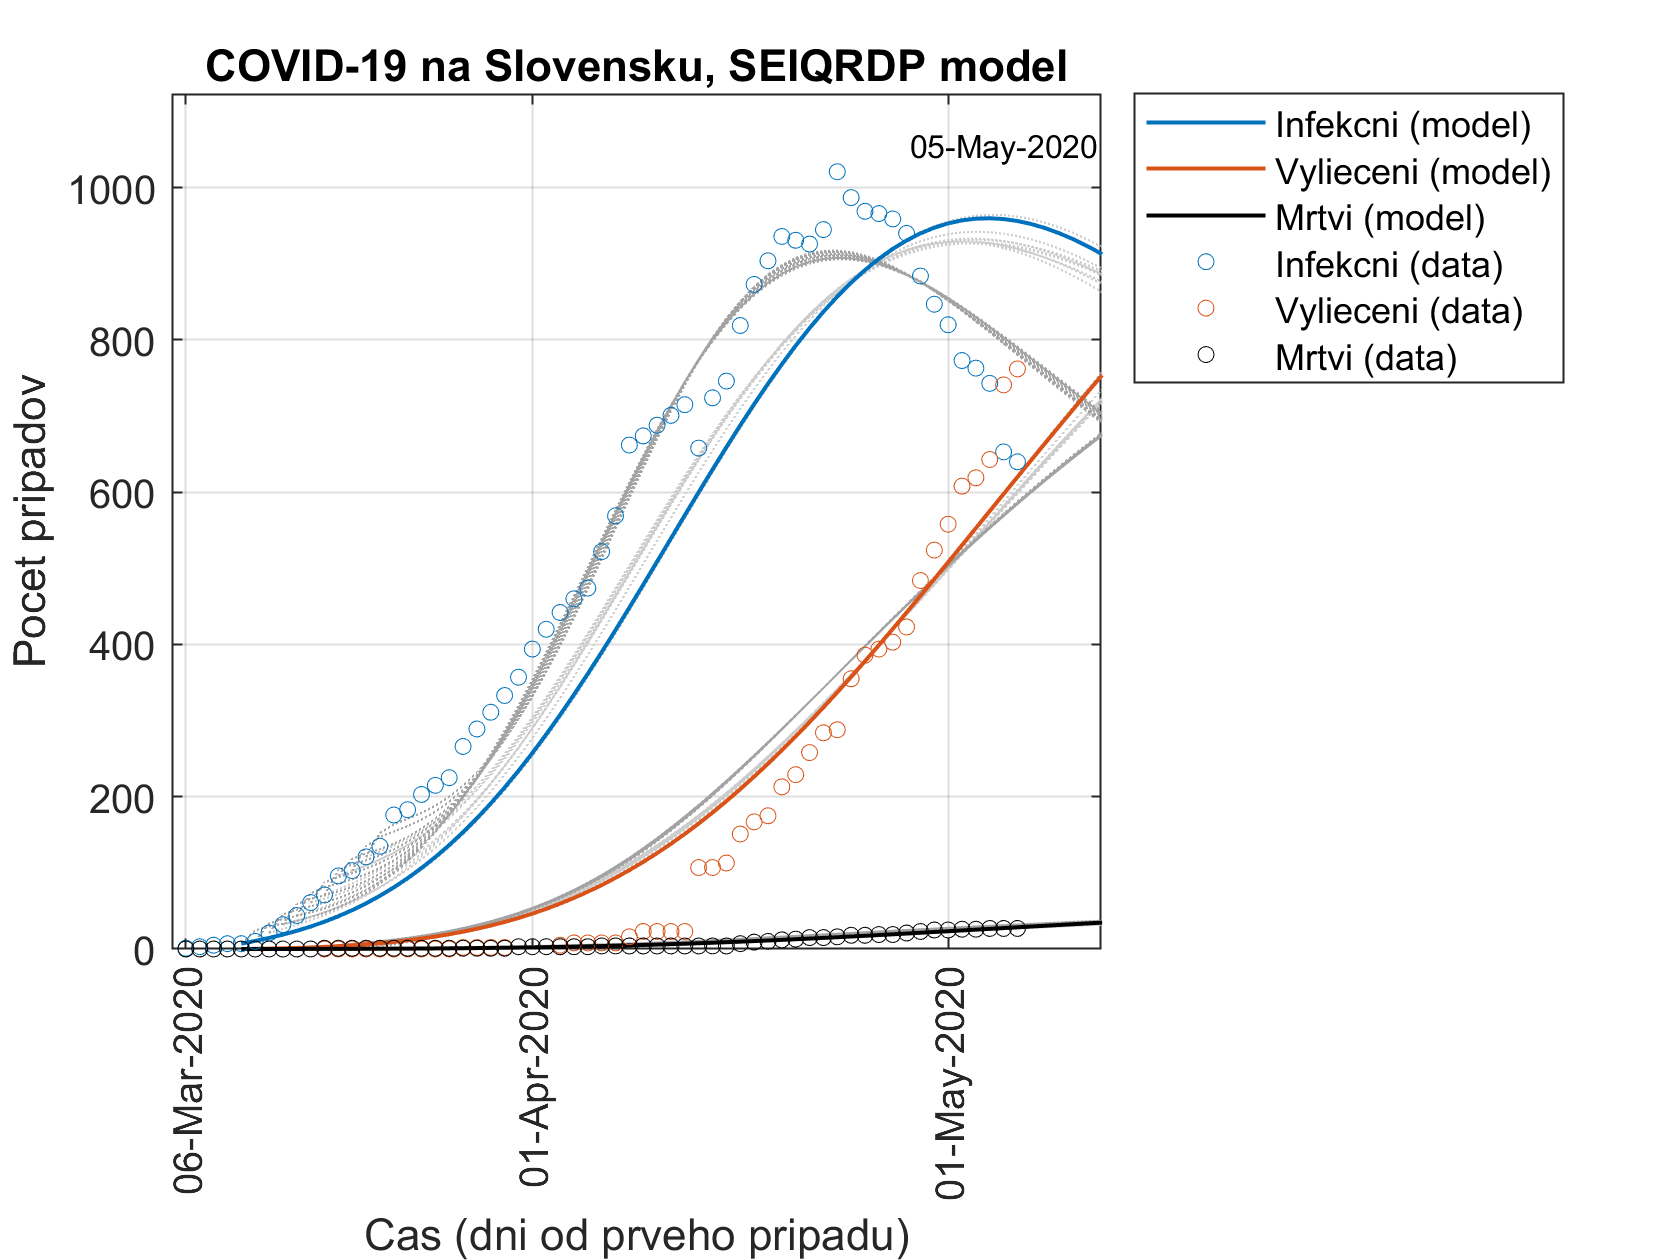 COVID-19 na Slovensku, SEIQRDP model
05-May-2020
Infekcni (model)
Vylieceni (model)
Mrtvi (model)
Infekcni (data)
Vylieceni (data)
Mrtvi (data)
Pocet pripadov
1000
800
600
400
200
0
06-Mar-2020
01-Apr-2020
01-May-2020
Cas (dni od prveho pripadu)